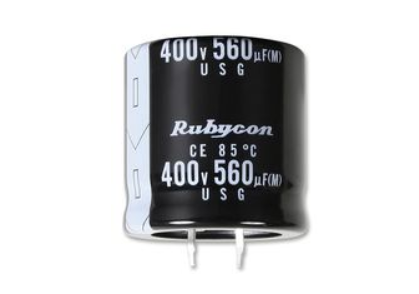 400V 560μF(M)
USG
Rubycon
CE 85°C
400V 560μF(M)
USG